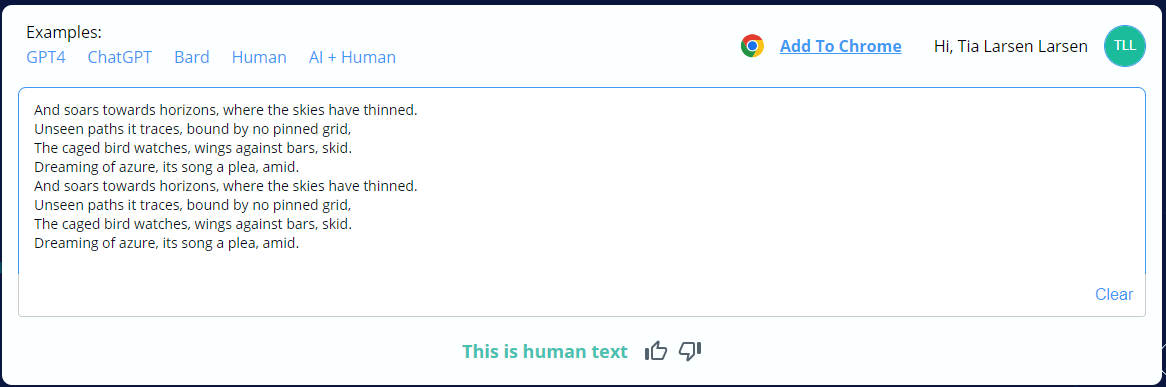 Examples:
GPT4 ChatGPT Bard Human AI + Human
Add To Chrome Hi, Tia Larsen Larsen TLL
And soars towards horizons, where the skies have thinned.
Unseen paths it traces, bound by no pinned grid,
The caged bird watches, wings against bars, skid.
Dreaming of azure, its song a plea, amid.
And soars towards horizons, where the skies have thinned.
Unseen paths it traces, bound by no pinned grid,
The caged bird watches, wings against bars, skid.
Dreaming of azure, its song a plea, amid.
Clear
This is human text